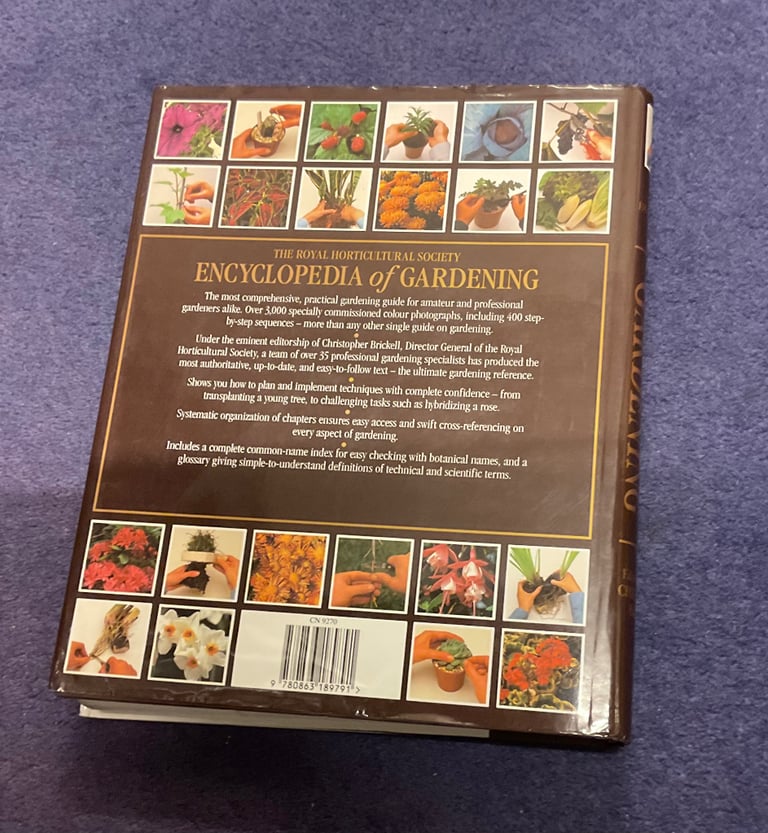 THE ROYAL HORTICULTURAL SOCIETY
ENCYCLOPEDIA of GARDENING
The most comprehensive, practical gardening guide for amateur and professional
gardeners alike. Over 3,000 specially commissioned colour photographs, including 400 step-
by-step sequences – more than any other single guide on gardening.
Under the eminent editorship of Christopher Brickell, Director General of the Royal
Horticultural Society, a team of over 35 professional gardening specialists has produced the
most authoritative, up-to-date, and easy-to-follow text – the ultimate gardening reference.
Shows you how to plan and implement techniques with complete confidence – from
transplanting a young tree, to challenging tasks such as hybridizing a rose.
Systematic organization of chapters ensures easy access and swift cross-referencing on
every aspect of gardening.
Includes a complete common-name index for easy checking with botanical names, and a
glossary giving simple-to-understand definitions of technical and scientific terms.
CN 9270
9 780863 189791 >
GARDENING